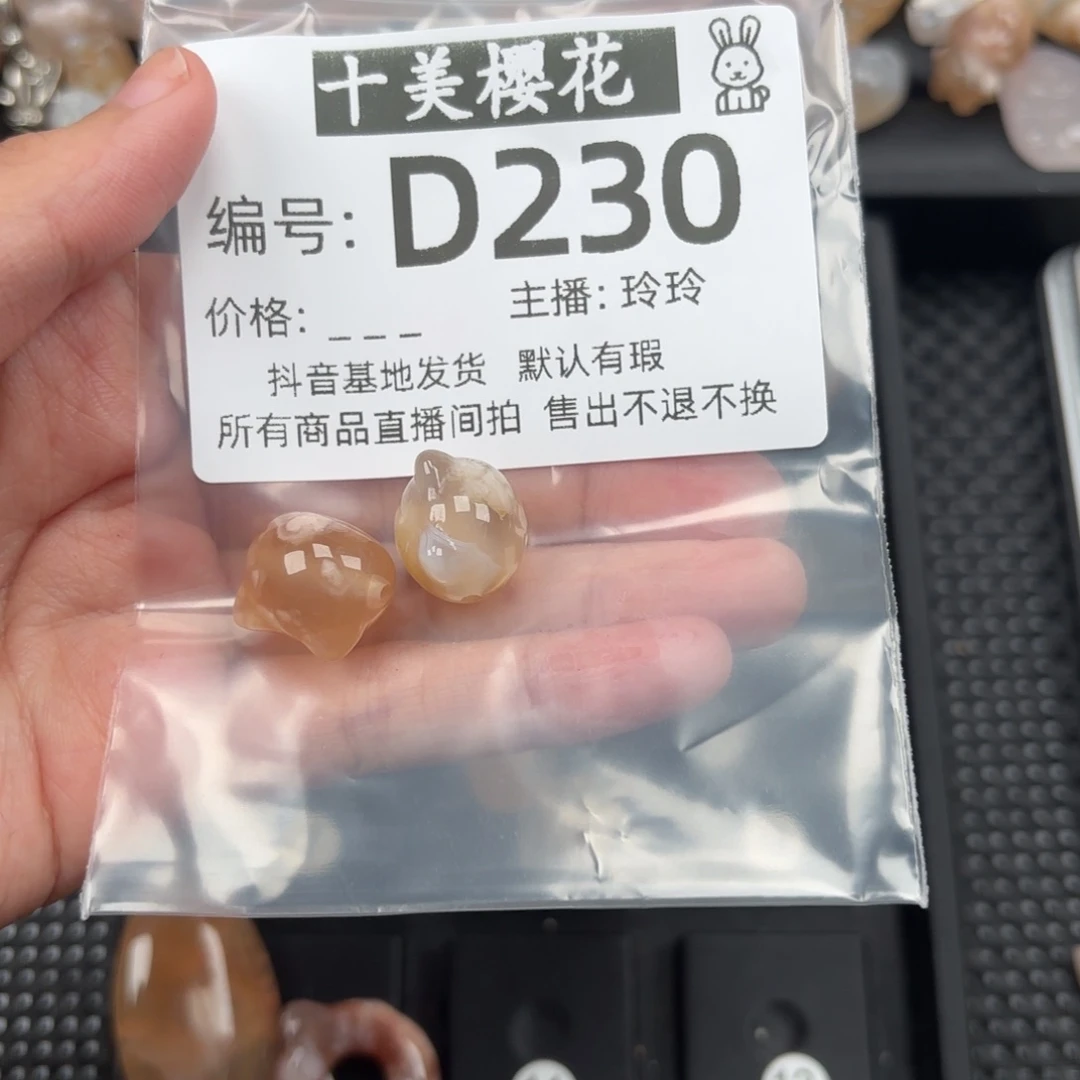 十美樱花
编号: D230
价格: _ _ _ 主播: 玲玲
抖音基地发货 默认有瑕
所有商品直播间拍 售出不退不换